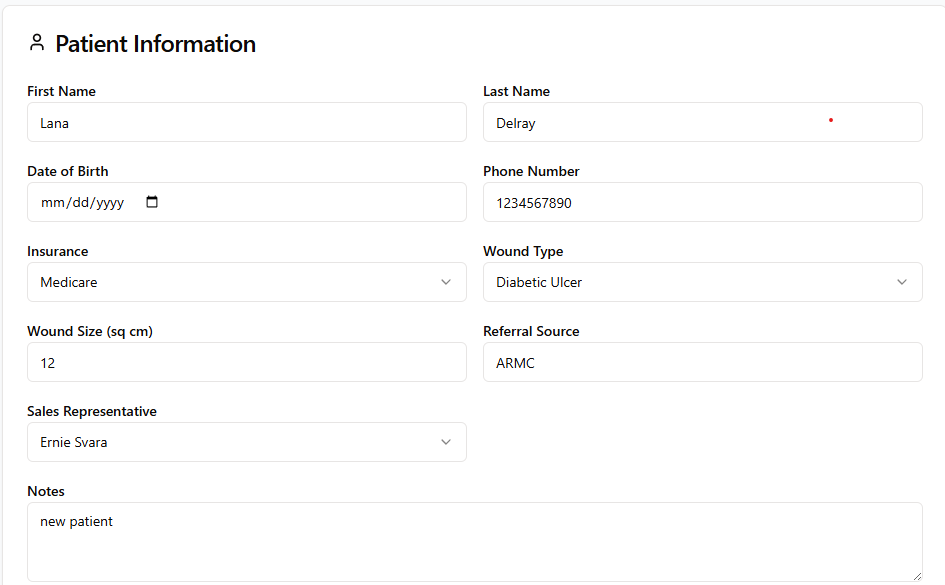 Patient Information
First Name
Last Name
Lana
Delray
Date of Birth
Phone Number
mm/dd/yyyy
1234567890
Insurance
Wound Type
Medicare
Diabetic Ulcer
Wound Size (sq cm)
Referral Source
12
ARMC
Sales Representative
Ernie Svara
Notes
new patient